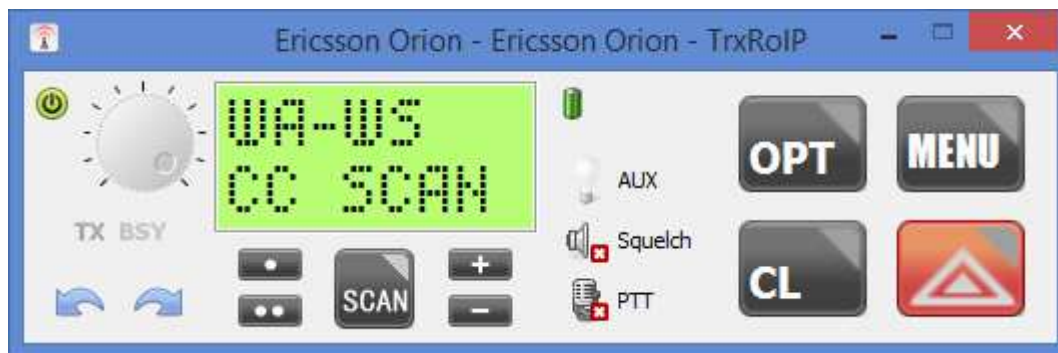 Ericsson Orion - Ericsson Orion - TrxRoIP
WA-WS
CC SCAN
TX BSY
SCAN
AUX
Squelch
PTT
OPT
MENU
CL